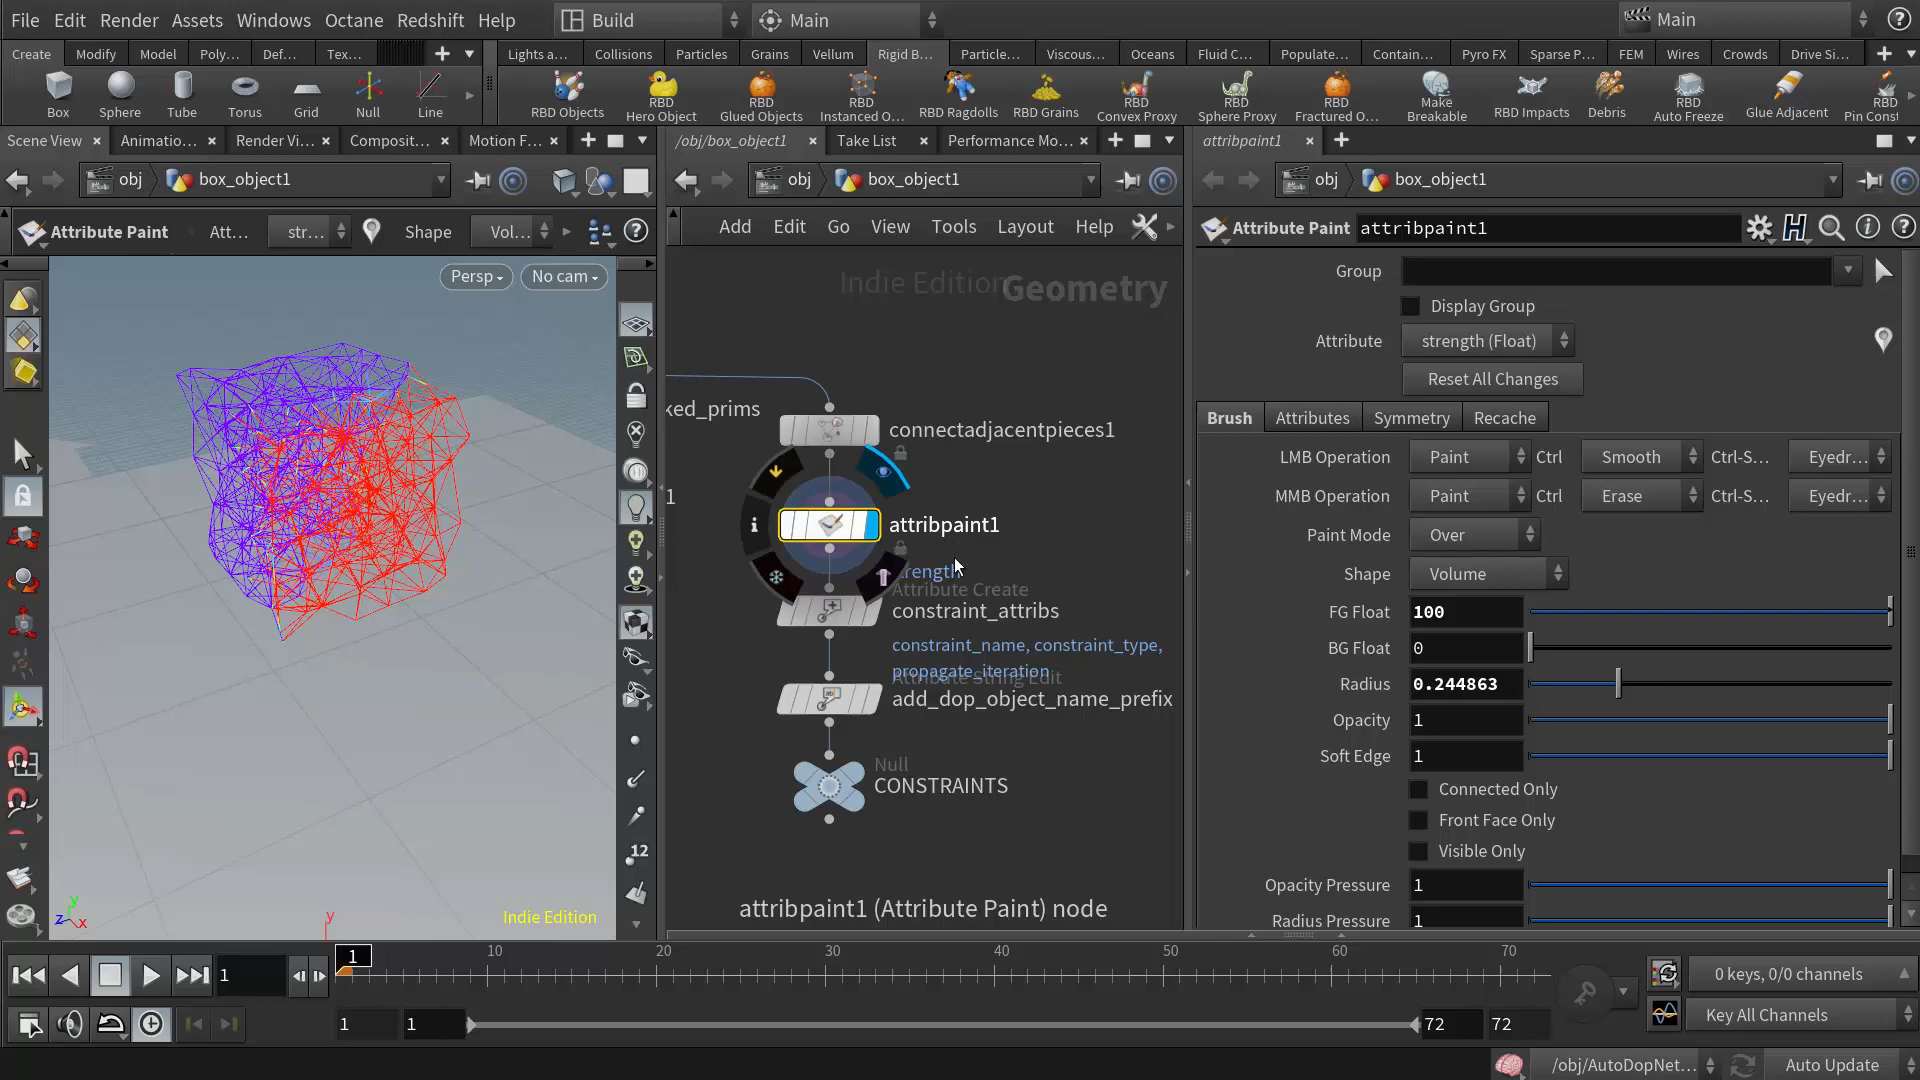 File Edit Render Assets Windows Octane Redshift Help
Build
Main
Main
Create Modify Model Poly... Def... Tex...
Lights a... Collisions Particles Grains Vellum Rigid B... Particle... Viscous... Oceans Fluid C... Populate... Contain... Pyro FX Sparse P... FEM Wires Crowds Drive Si...
Box Sphere Tube Torus Grid Null Line
RBD Objects
RBD Hero Object
RBD Glued Objects
RBD Instanced O...
RBD Ragdolls
RBD Grains
RBD Convex Proxy
RBD Sphere Proxy
RBD Fractured O...
Make Breakable
RBD Impacts
Debris
RBD Auto Freeze
Glue Adjacent
RBD Pin Const
Scene View Animatio... Render Vi... Composit... Motion F...
/obj/box_object1 Take List Performance Mo...
attribpaint1
obj box_object1
obj box_object1
obj box_object1
Attribute Paint Att... str... Shape Vol...
Add Edit Go View Tools Layout Help
Attribute Paint attribpaint1
Persp
No cam
Indie Edition
Geometry
ked_prims
connectadjacentpieces1
1
attribpaint1
trength
Attribute Create
constraint_attribs
constraint_name, constraint_type,
propagate_iteration
Attribute String Edit
add_dop_object_name_prefix
Null
CONSTRAINTS
attribpaint1 (Attribute Paint) node
12
y
z x
y
Indie Edition
Group
Display Group
Attribute strength (Float)
Reset All Changes
Brush Attributes Symmetry Recache
LMB Operation Paint Ctrl Smooth Ctrl-S... Eyedr...
MMB Operation Paint Ctrl Erase Ctrl-S... Eyedr...
Paint Mode Over
Shape Volume
FG Float 100
BG Float 0
Radius 0.244863
Opacity 1
Soft Edge 1
Connected Only
Front Face Only
Visible Only
Opacity Pressure 1
Radius Pressure 1
1 10 20 30 40 50 60 70
1
0 keys, 0/0 channels
1 1 72 72
Key All Channels
/obj/AutoDopNet... Auto Update